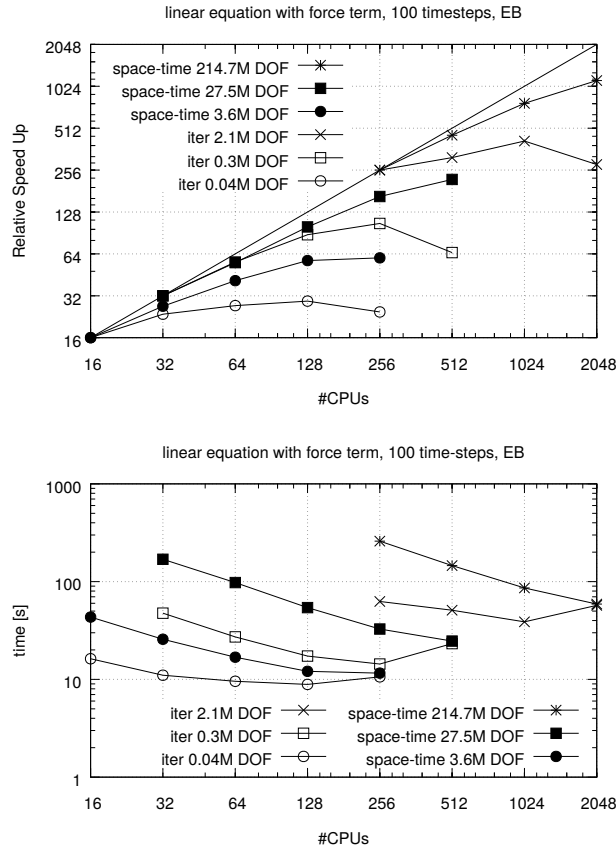 linear equation with force term, 100 timesteps, EB
2048
1024
512
256
128
64
32
16
Relative Speed Up
space-time 214.7M DOF
space-time 27.5M DOF
space-time 3.6M DOF
iter 2.1M DOF
iter 0.3M DOF
iter 0.04M DOF
16 32 64 128 256 512 1024 2048
#CPUs
linear equation with force term, 100 time-steps, EB
1000
100
10
1
time [s]
iter 2.1M DOF space-time 214.7M DOF
iter 0.3M DOF space-time 27.5M DOF
iter 0.04M DOF space-time 3.6M DOF
16 32 64 128 256 512 1024 2048
#CPUs